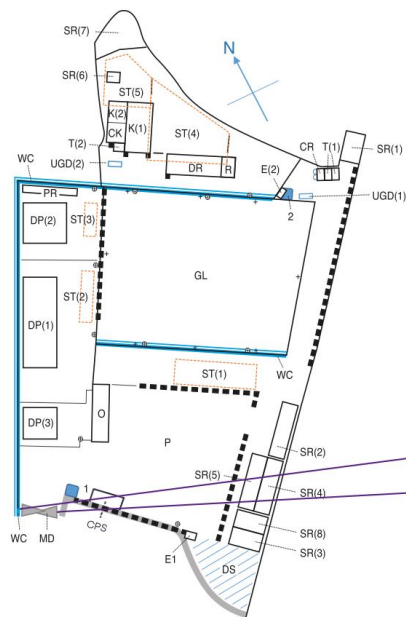 SR(7)
N
SR(6)
ST(5)
K(2)
K(1)
ST(4)
CK
T(2)
E(2)
CR
T(1)
SR(1)
WC
UGD(2)
DR
R
PR
2
UGD(1)
DP(2)
ST(3)
GL
ST(2)
DP(1)
ST(1)
WC
DP(3)
O
P
SR(2)
SR(5)
SR(4)
1
CPS
SR(8)
WC
MD
E1
SR(3)
DS